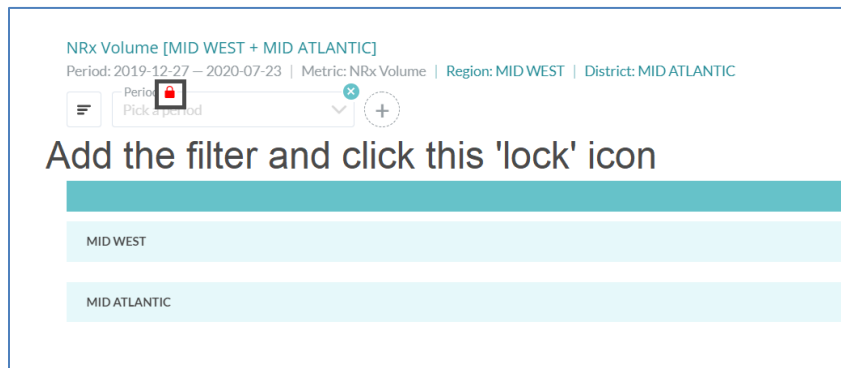 NRx Volume [MID WEST + MID ATLANTIC]
Period: 2019-12-27 — 2020-07-23 | Metric: NRx Volume | Region: MID WEST | District: MID ATLANTIC
Period
Pick a period
Add the filter and click this 'lock' icon
MID WEST
MID ATLANTIC